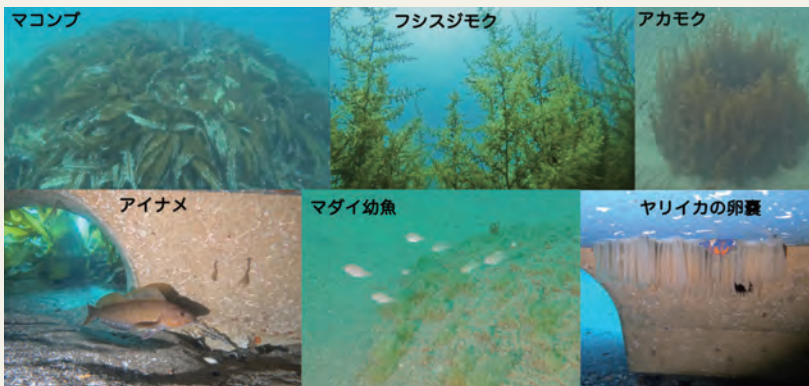 マコンブ
フシスジモク
アカモク
アイナメ
マダイ幼魚
ヤリイカの卵嚢